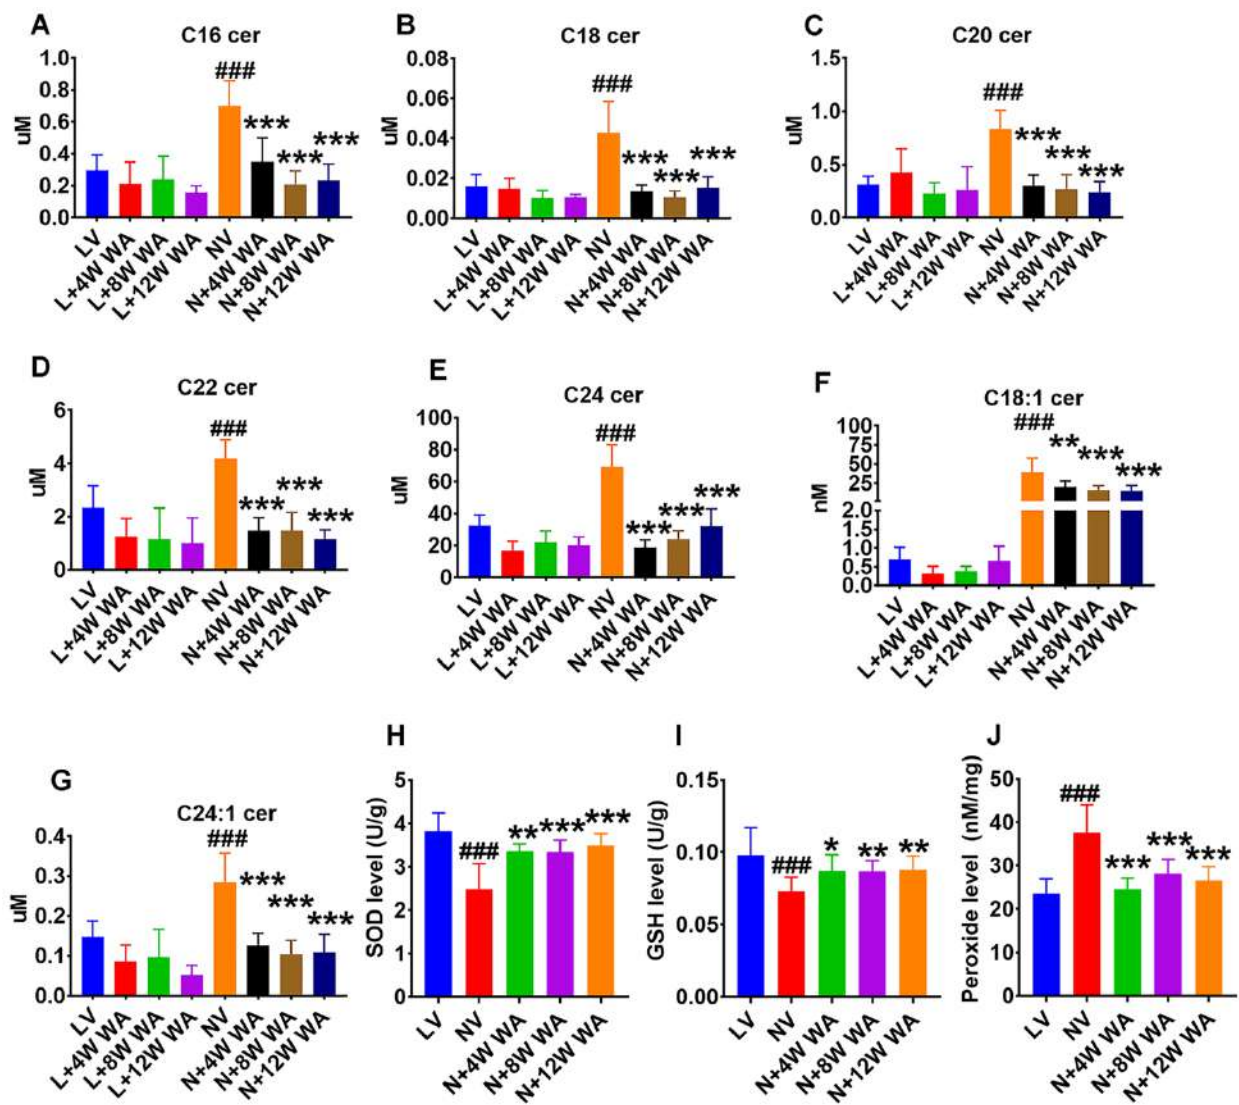 A
C16 cer
uM
1.0
0.8
0.6
0.4
0.2
0.0
###
***
***
***
LV
L+4W WA
L+8W WA
L+12W WA
NV
N+4W WA
N+8W WA
N+12W WA
B
C18 cer
uM
0.08
0.06
0.04
0.02
0.00
###
***
***
***
LV
L+4W WA
L+8W WA
L+12W WA
NV
N+4W WA
N+8W WA
N+12W WA
C
C20 cer
uM
1.5
1.0
0.5
0.0
###
***
***
***
LV
L+4W WA
L+8W WA
L+12W WA
NV
N+4W WA
N+8W WA
N+12W WA
D
C22 cer
uM
6
4
2
0
###
***
***
***
LV
L+4W WA
L+8W WA
L+12W WA
NV
N+4W WA
N+8W WA
N+12W WA
E
C24 cer
uM
100
80
60
40
20
0
###
***
***
***
LV
L+4W WA
L+8W WA
L+12W WA
NV
N+4W WA
N+8W WA
N+12W WA
F
C18:1 cer
nM
100
75
50
25
2.0
1.5
1.0
0.5
0.0
###
**
***
***
LV
L+4W WA
L+8W WA
L+12W WA
NV
N+4W WA
N+8W WA
N+12W WA
G
C24:1 cer
uM
0.4
0.3
0.2
0.1
0.0
###
***
***
***
LV
L+4W WA
L+8W WA
L+12W WA
NV
N+4W WA
N+8W WA
N+12W WA
H
SOD level (U/g)
5
4
3
2
1
0
###
**
***
***
LV
NV
N+4W WA
N+8W WA
N+12W WA
I
GSH level (U/g)
0.15
0.10
0.05
0.00
###
*
**
**
LV
NV
N+4W WA
N+8W WA
N+12W WA
J
Peroxide level (nM/mg)
50
40
30
20
10
0
###
***
***
***
LV
NV
N+4W WA
N+8W WA
N+12W WA